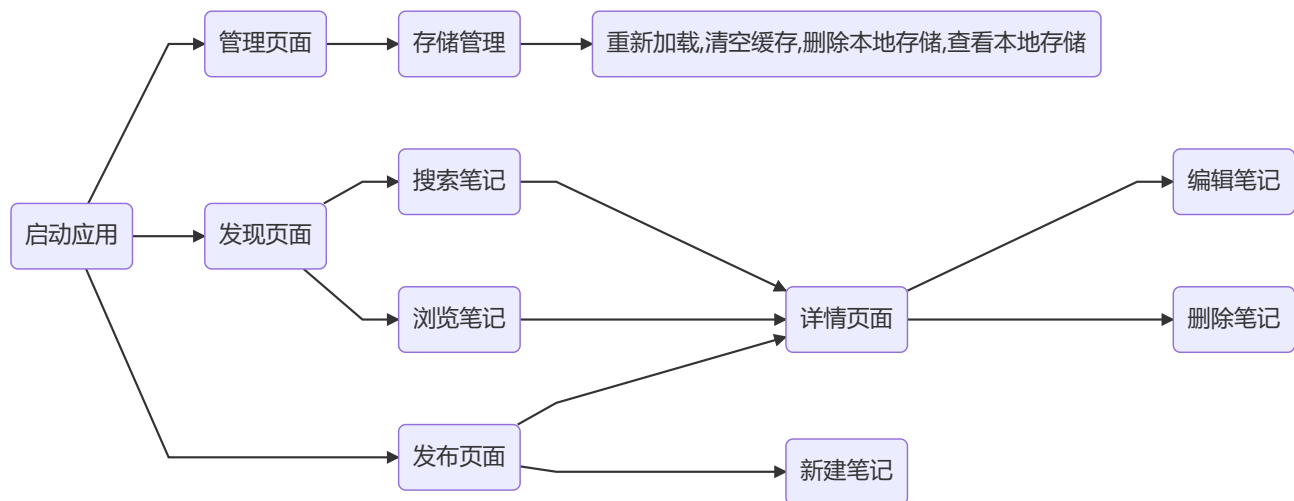 管理页面
存储管理
重新加载,清空缓存,删除本地存储,查看本地存储
搜索笔记
编辑笔记
启动应用
发现页面
浏览笔记
详情页面
删除笔记
发布页面
新建笔记